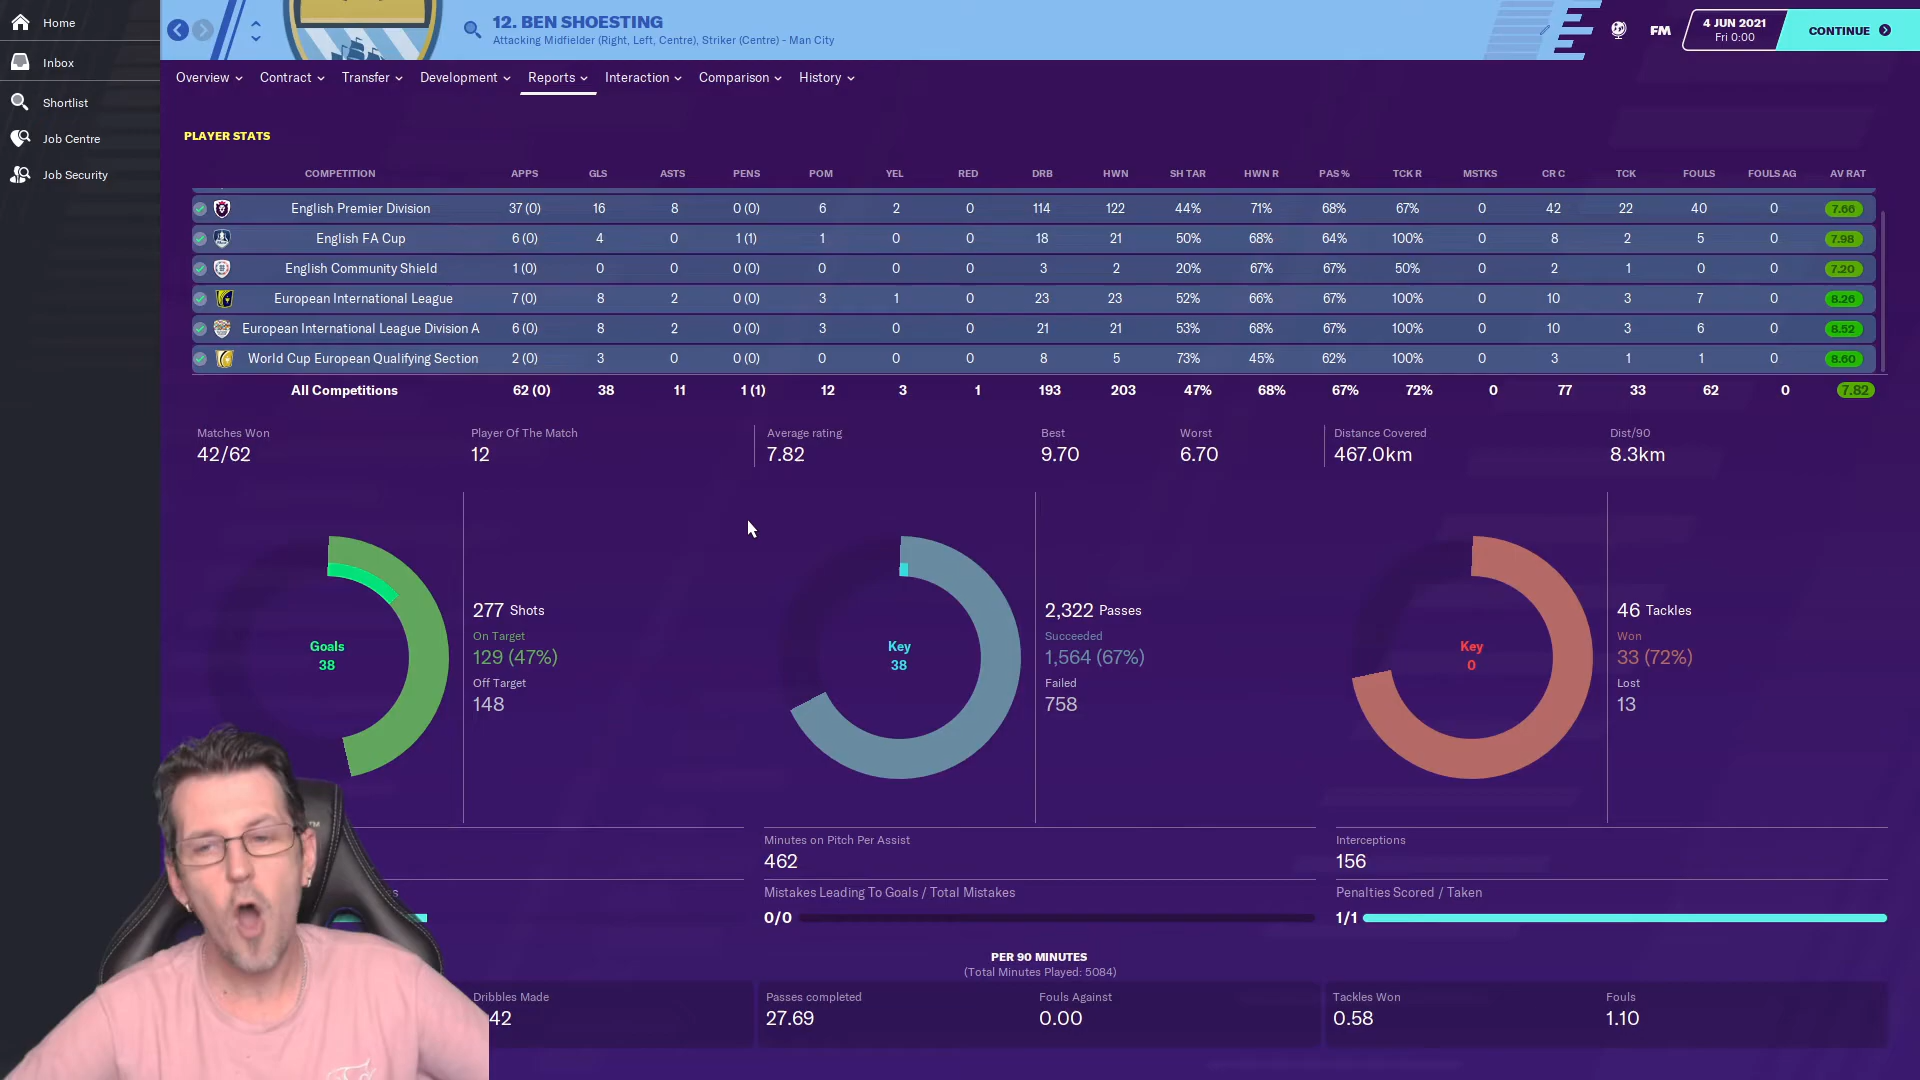 Home
Inbox
Shortlist
Job Centre
Job Security
12. BEN SHOESTING
Attacking Midfielder (Right, Left, Centre), Striker (Centre) - Man City
FM
4 JUN 2021
Fri 0:00
CONTINUE
Overview Contract Transfer Development Reports Interaction Comparison History
PLAYER STATS
COMPETITION APPS GLS ASTS PENS POM YEL RED DRB HWN SH TAR HWN R PAS % TCK R MSTKS CR C TCK FOULS FOULS AG AV RAT
English Premier Division 37 (0) 16 8 0 (0) 6 2 0 114 122 44% 71% 68% 67% 0 42 22 40 0 7.66
English FA Cup 6 (0) 4 0 1 (1) 1 0 0 18 21 50% 68% 64% 100% 0 8 2 5 0 7.98
English Community Shield 1 (0) 0 0 0 (0) 0 0 0 3 2 20% 67% 67% 50% 0 2 1 0 0 7.20
European International League 7 (0) 8 2 0 (0) 3 1 0 23 23 52% 66% 67% 100% 0 10 3 7 0 8.26
European International League Division A 6 (0) 8 2 0 (0) 3 0 0 21 21 53% 68% 67% 100% 0 10 3 6 0 8.52
World Cup European Qualifying Section 2 (0) 3 0 0 (0) 0 0 0 8 5 73% 45% 62% 100% 0 3 1 1 0 8.60
All Competitions 62 (0) 38 11 1 (1) 12 3 1 193 203 47% 68% 67% 72% 0 77 33 62 0 7.82
Matches Won Player Of The Match Average rating Best Worst Distance Covered Dist/90
42/62 12 7.82 9.70 6.70 467.0km 8.3km
Goals
38
277 Shots
On Target
129 (47%)
Off Target
148
Key
38
2,322 Passes
Succeeded
1,564 (67%)
Failed
758
Key
0
46 Tackles
Won
33 (72%)
Lost
13
Minutes on Pitch Per Assist
462
Interceptions
156
Mistakes Leading To Goals / Total Mistakes
0/0
Penalties Scored / Taken
1/1
PER 90 MINUTES
(Total Minutes Played: 5084)
Dribbles Made Passes completed Fouls Against Tackles Won Fouls
42 27.69 0.00 0.58 1.10